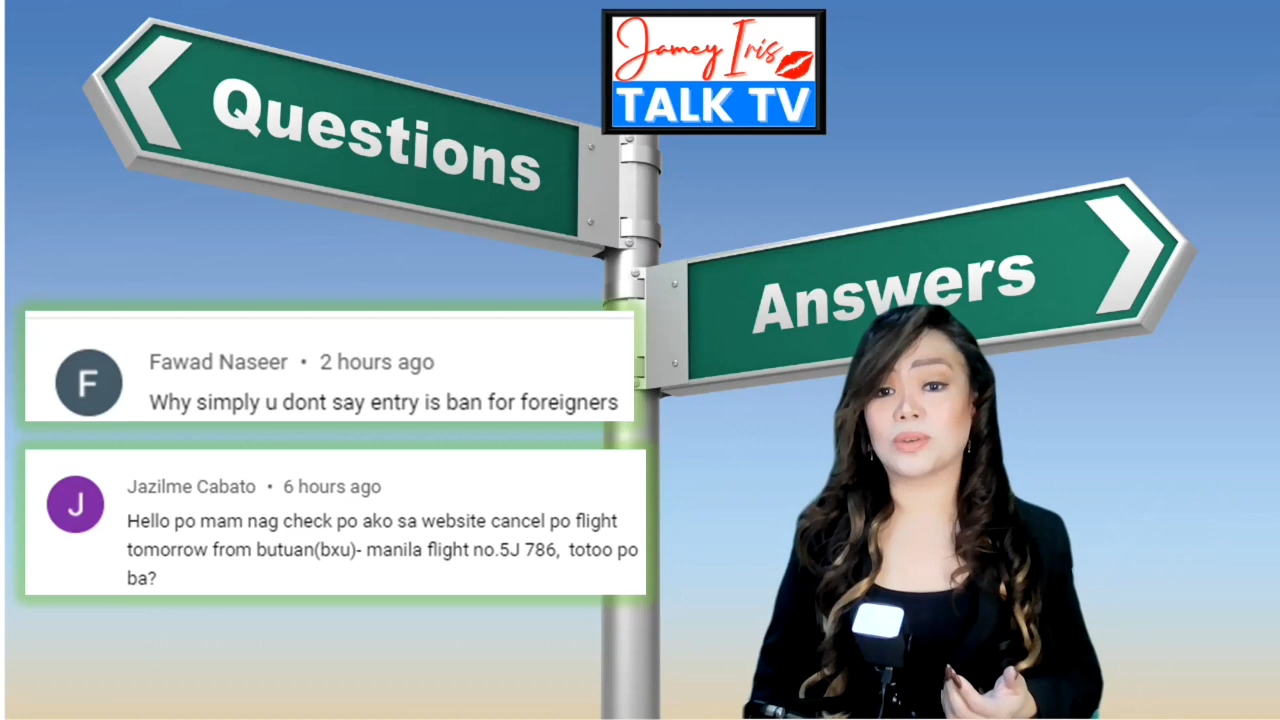 Jamey Iris
TALK TV
Questions
Answers
F
Fawad Naseer • 2 hours ago
Why simply u dont say entry is ban for foreigners
J
Jazilme Cabato • 6 hours ago
Hello po mam nag check po ako sa website cancel po flight
tomorrow from butuan(bxu)- manila flight no.5J 786, totoo po
ba?